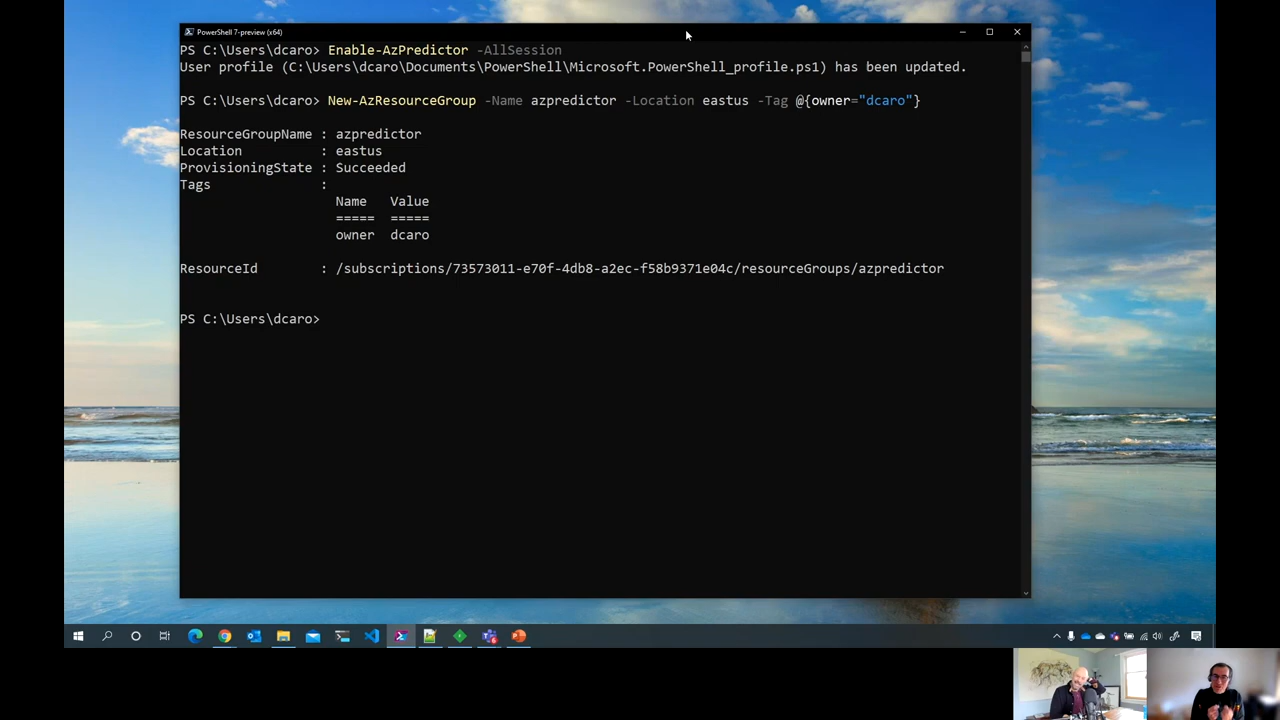 PowerShell 7-preview (x64)
PS C:\Users\dcaro> Enable-AzPredictor -AllSession
User profile (C:\Users\dcaro\Documents\PowerShell\Microsoft.PowerShell_profile.ps1) has been updated.
PS C:\Users\dcaro> New-AzResourceGroup -Name azpredictor -Location eastus -Tag @{owner="dcaro"}
ResourceGroupName : azpredictor
Location : eastus
ProvisioningState : Succeeded
Tags :
Name Value
===== =====
owner dcaro
ResourceId : /subscriptions/73573011-e70f-4db8-a2ec-f58b9371e04c/resourceGroups/azpredictor
PS C:\Users\dcaro>